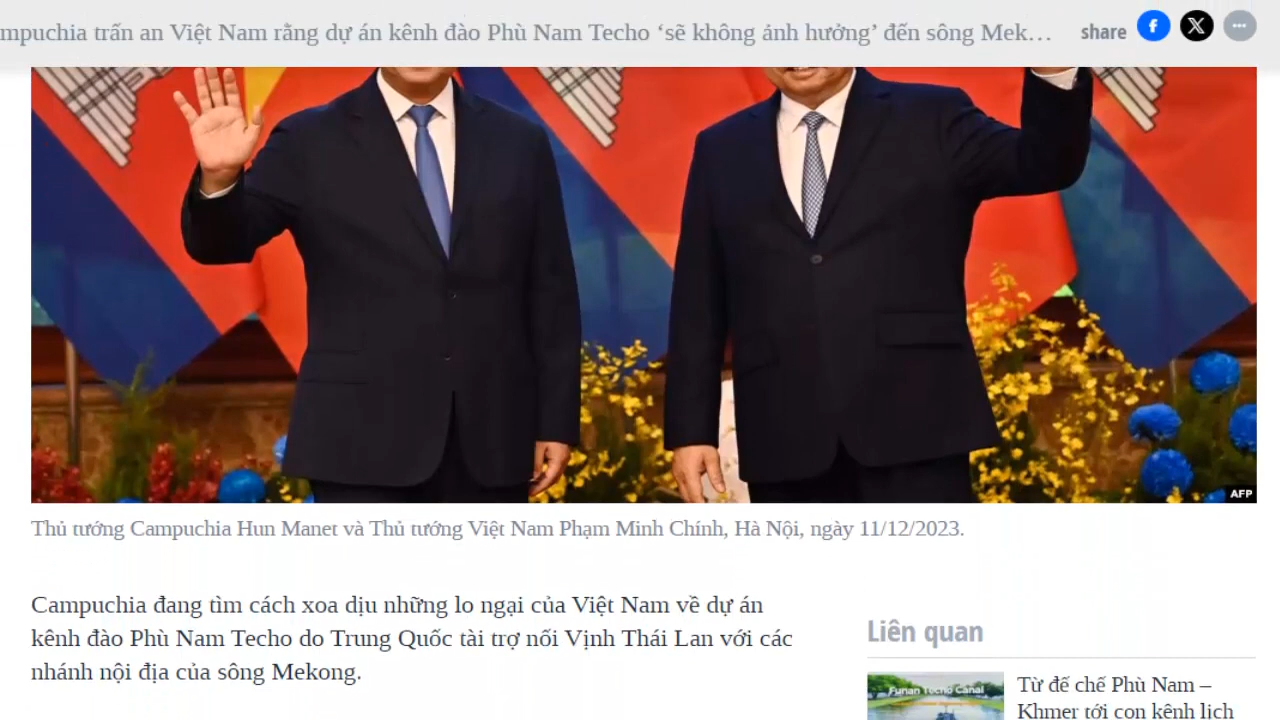 mpuchia trấn an Việt Nam rằng dự án kênh đào Phù Nam Techo ‘sẽ không ảnh hưởng’ đến sông Mek…
share
AFP
Thủ tướng Campuchia Hun Manet và Thủ tướng Việt Nam Phạm Minh Chính, Hà Nội, ngày 11/12/2023.
Campuchia đang tìm cách xoa dịu những lo ngại của Việt Nam về dự án
kênh đào Phù Nam Techo do Trung Quốc tài trợ nối Vịnh Thái Lan với các
nhánh nội địa của sông Mekong.
Liên quan
Funan Techo Canal
Từ đế chế Phù Nam –
Khmer tới con kênh lịch